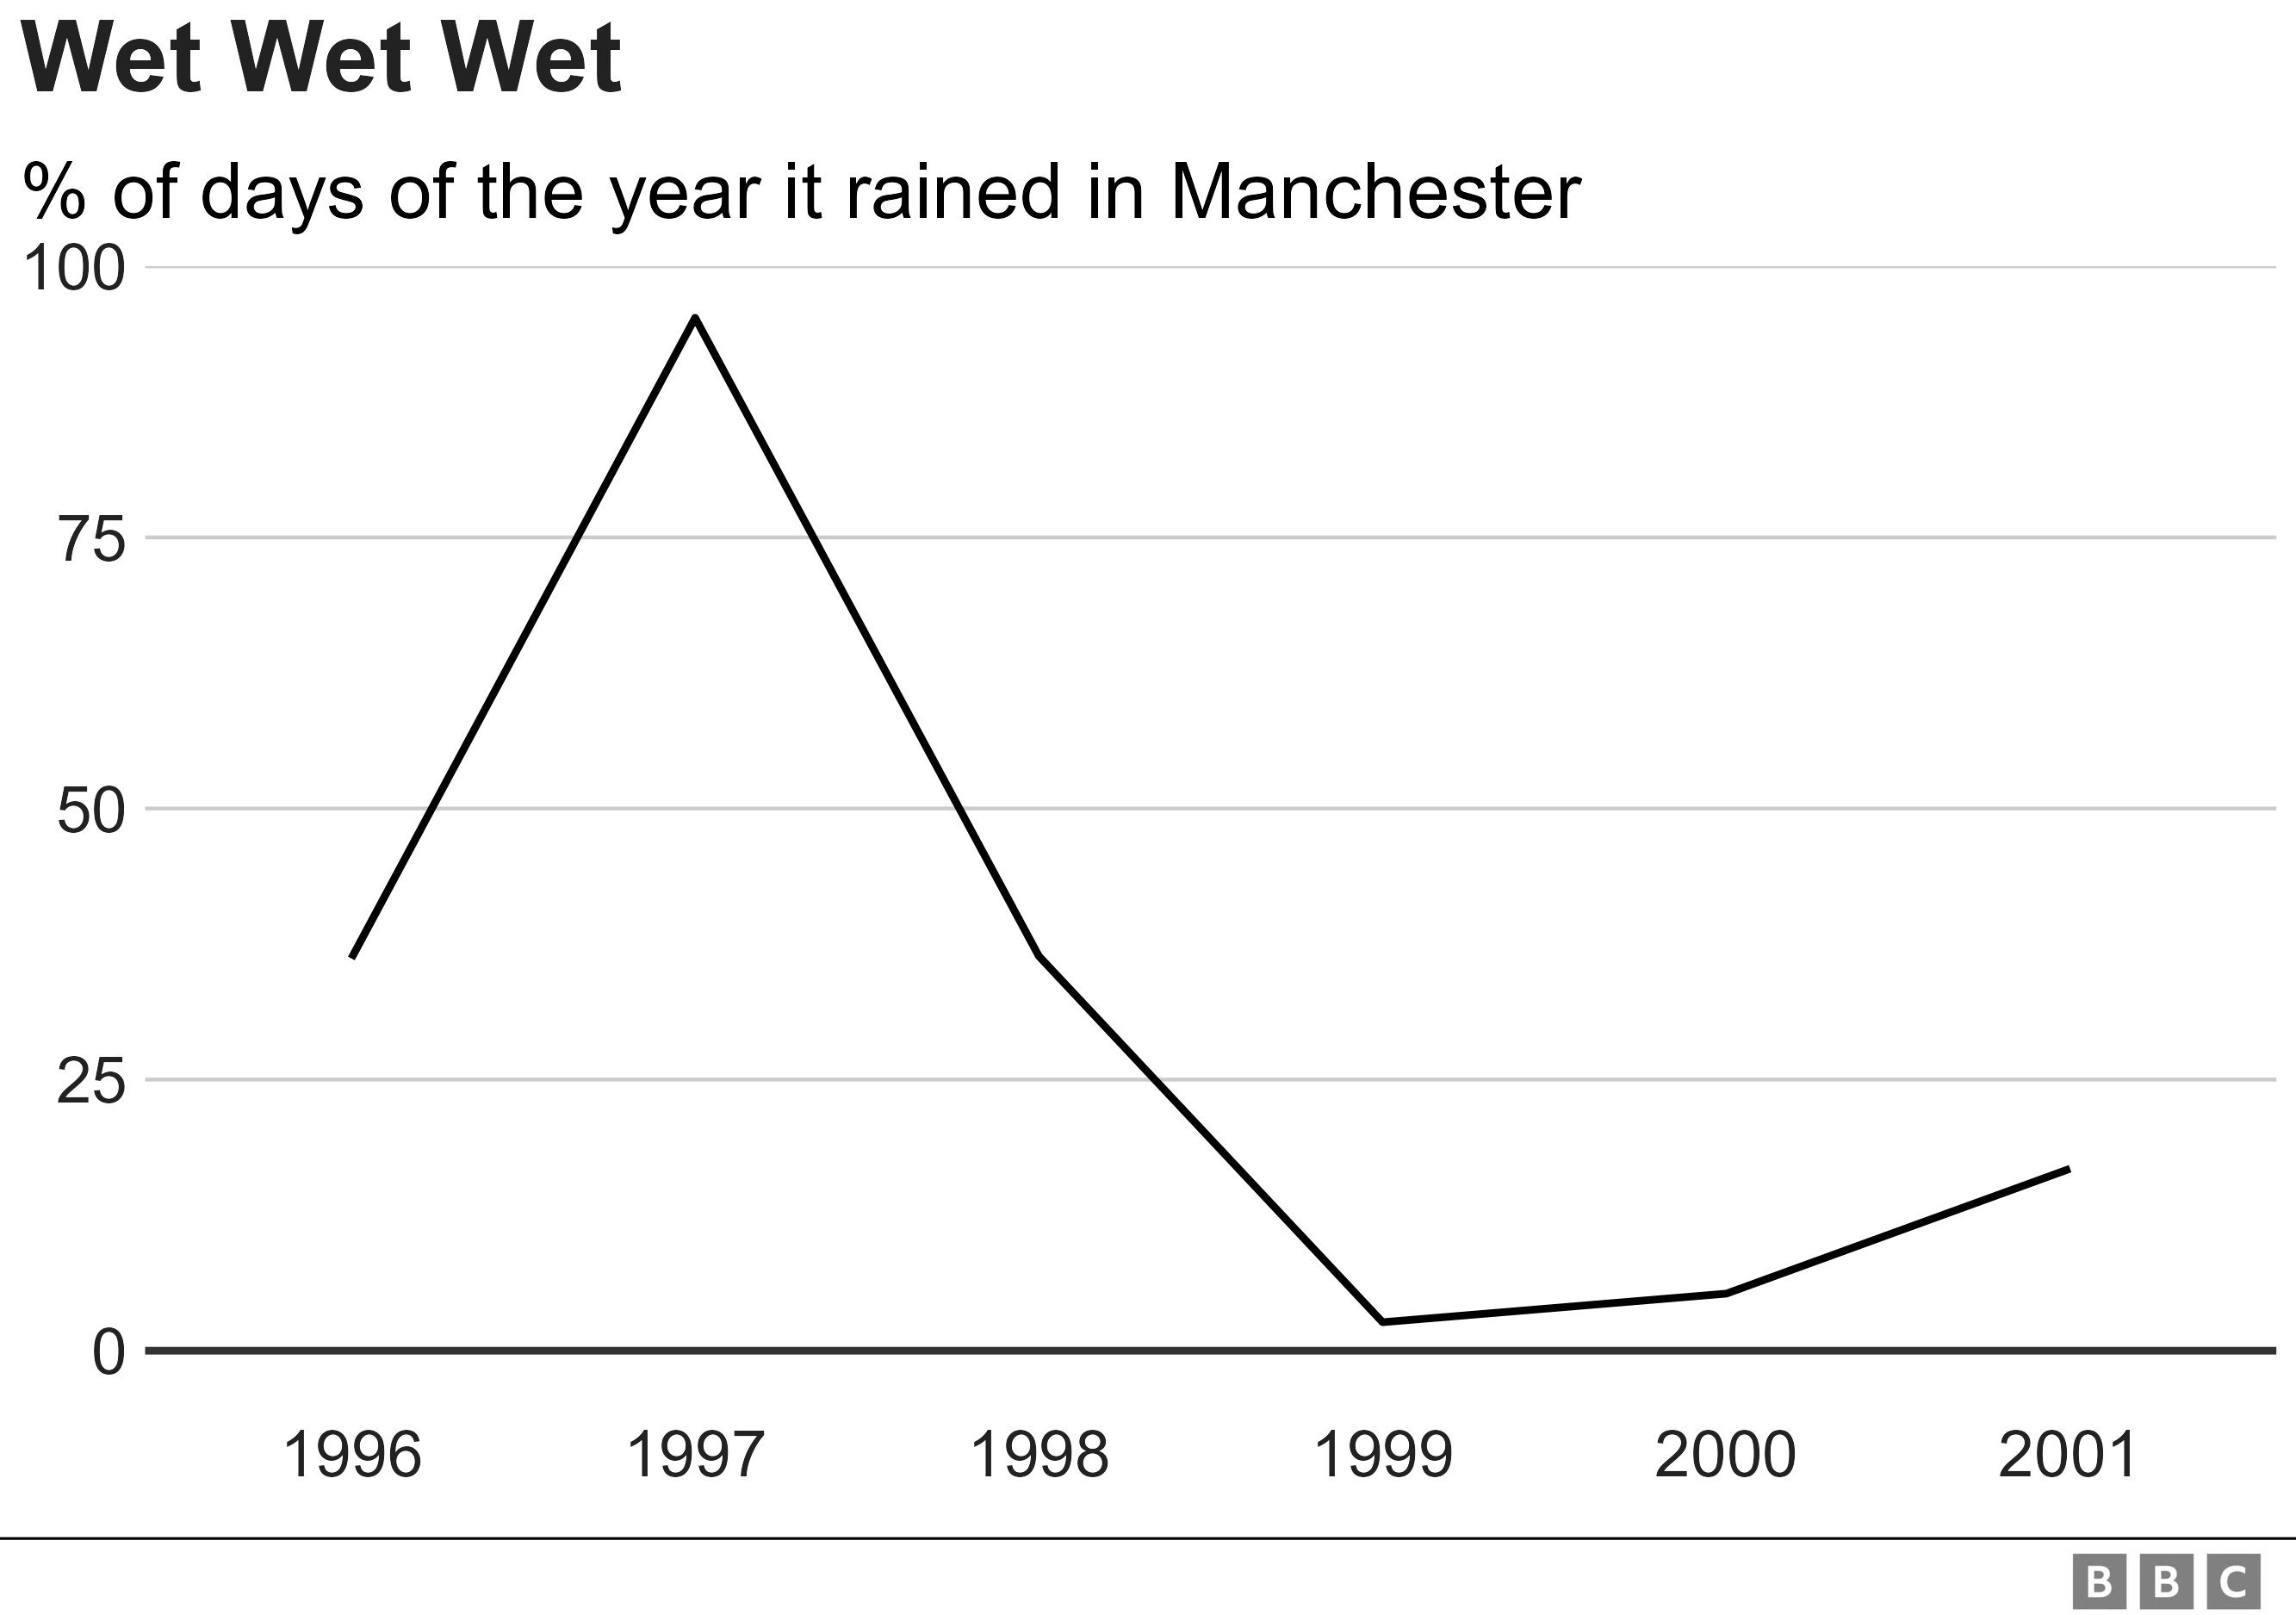 Wet Wet Wet
% of days of the year it rained in Manchester
100
75
50
25
0
1996 1997 1998 1999 2000 2001
BBC